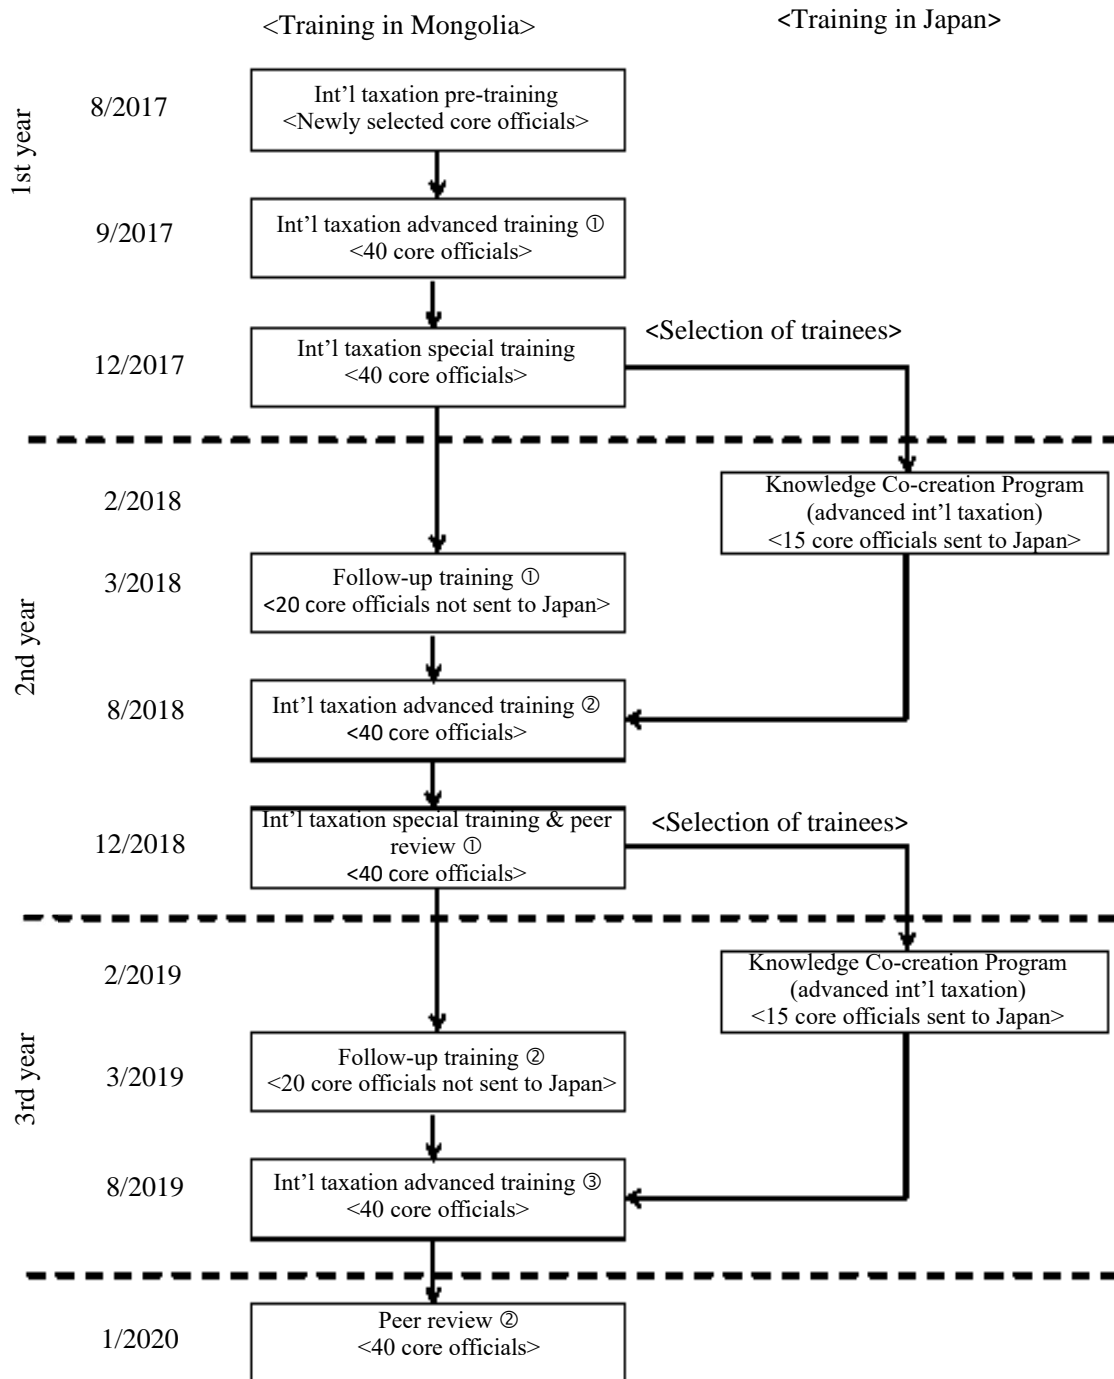 <Training in Mongolia>
<Training in Japan>
1st year
8/2017
Int'l taxation pre-training
<Newly selected core officials>
9/2017
Int'l taxation advanced training ①
<40 core officials>
12/2017
Int'l taxation special training
<40 core officials>
<Selection of trainees>
2nd year
2/2018
Knowledge Co-creation Program
(advanced int'l taxation)
<15 core officials sent to Japan>
3/2018
Follow-up training ①
<20 core officials not sent to Japan>
8/2018
Int'l taxation advanced training ②
<40 core officials>
12/2018
Int'l taxation special training & peer
review ①
<40 core officials>
<Selection of trainees>
3rd year
2/2019
Knowledge Co-creation Program
(advanced int'l taxation)
<15 core officials sent to Japan>
3/2019
Follow-up training ②
<20 core officials not sent to Japan>
8/2019
Int'l taxation advanced training ③
<40 core officials>
1/2020
Peer review ②
<40 core officials>